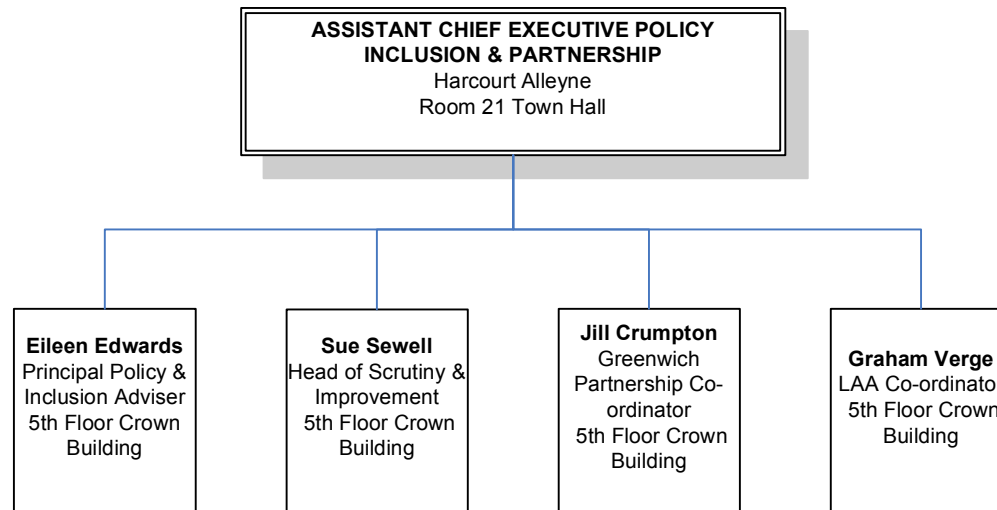 ASSISTANT CHIEF EXECUTIVE POLICY
INCLUSION & PARTNERSHIP
Harcourt Alleyne
Room 21 Town Hall
Eileen Edwards
Principal Policy &
Inclusion Adviser
5th Floor Crown
Building
Sue Sewell
Head of Scrutiny &
Improvement
5th Floor Crown
Building
Jill Crumpton
Greenwich
Partnership Co-
ordinator
5th Floor Crown
Building
Graham Verge
LAA Co-ordinato
5th Floor Crown
Building